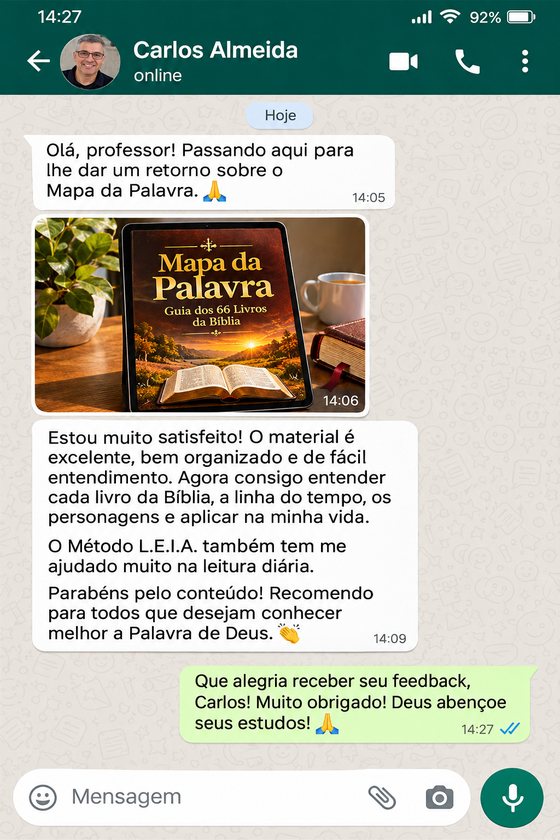 14:27
92%
Carlos Almeida
online
Hoje
Olá, professor! Passando aqui para
lhe dar um retorno sobre o
Mapa da Palavra. 🙏
14:05
Mapa da
Palavra
Guia dos 66 Livros
da Bíblia
14:06
Estou muito satisfeito! O material é
excelente, bem organizado e de fácil
entendimento. Agora consigo entender
cada livro da Bíblia, a linha do tempo, os
personagens e aplicar na minha vida.
O Método L.E.I.A. também tem me
ajudado muito na leitura diária.
Parabéns pelo conteúdo! Recomendo
para todos que desejam conhecer
melhor a Palavra de Deus. 👏
14:09
Que alegria receber seu feedback,
Carlos! Muito obrigado! Deus abençoe
seus estudos! 🙏
14:27
Mensagem